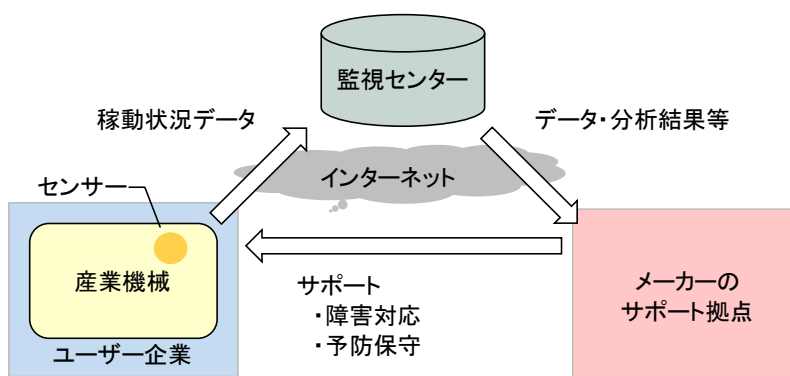 監視センター
稼動状況データ
データ・分析結果等
インターネット
センサー
産業機械
ユーザー企業
サポート
・障害対応
・予防保守
メーカーの
サポート拠点